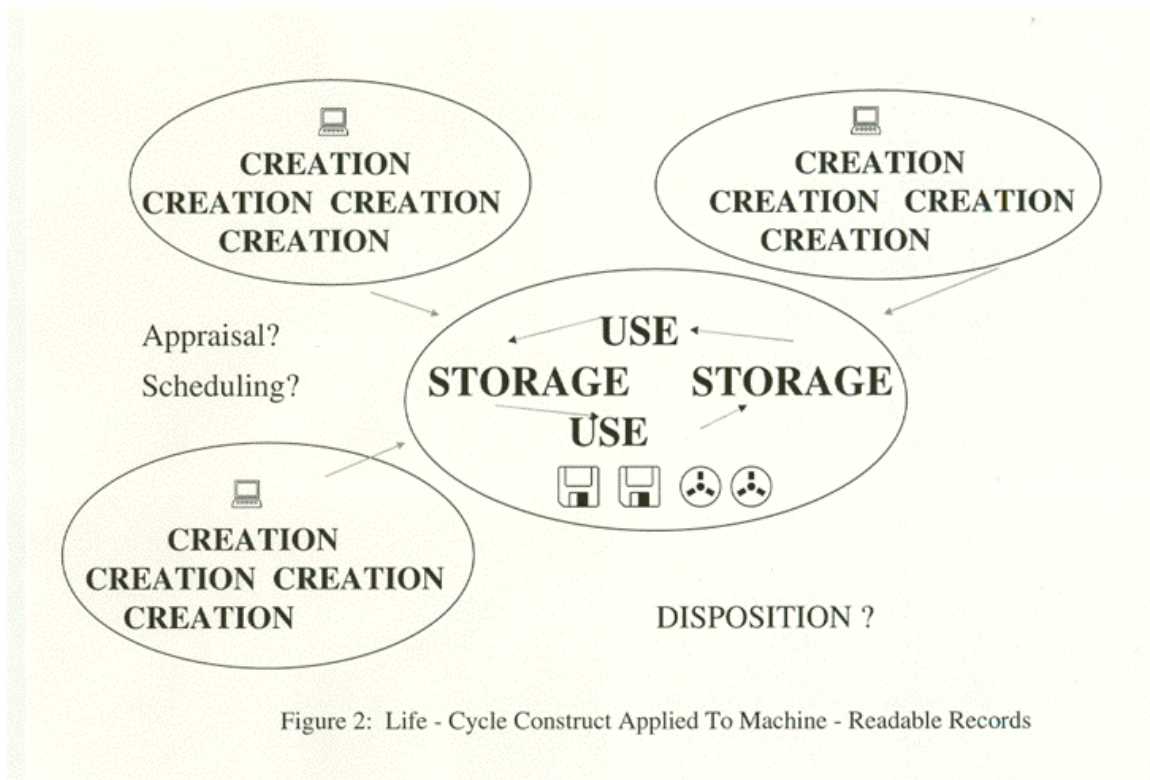 CREATION
CREATION CREATION
CREATION
CREATION
CREATION CREATION
CREATION
Appraisal?
Scheduling?
USE
STORAGE STORAGE
USE
CREATION
CREATION CREATION
CREATION
DISPOSITION ?
Figure 2: Life - Cycle Construct Applied To Machine - Readable Records